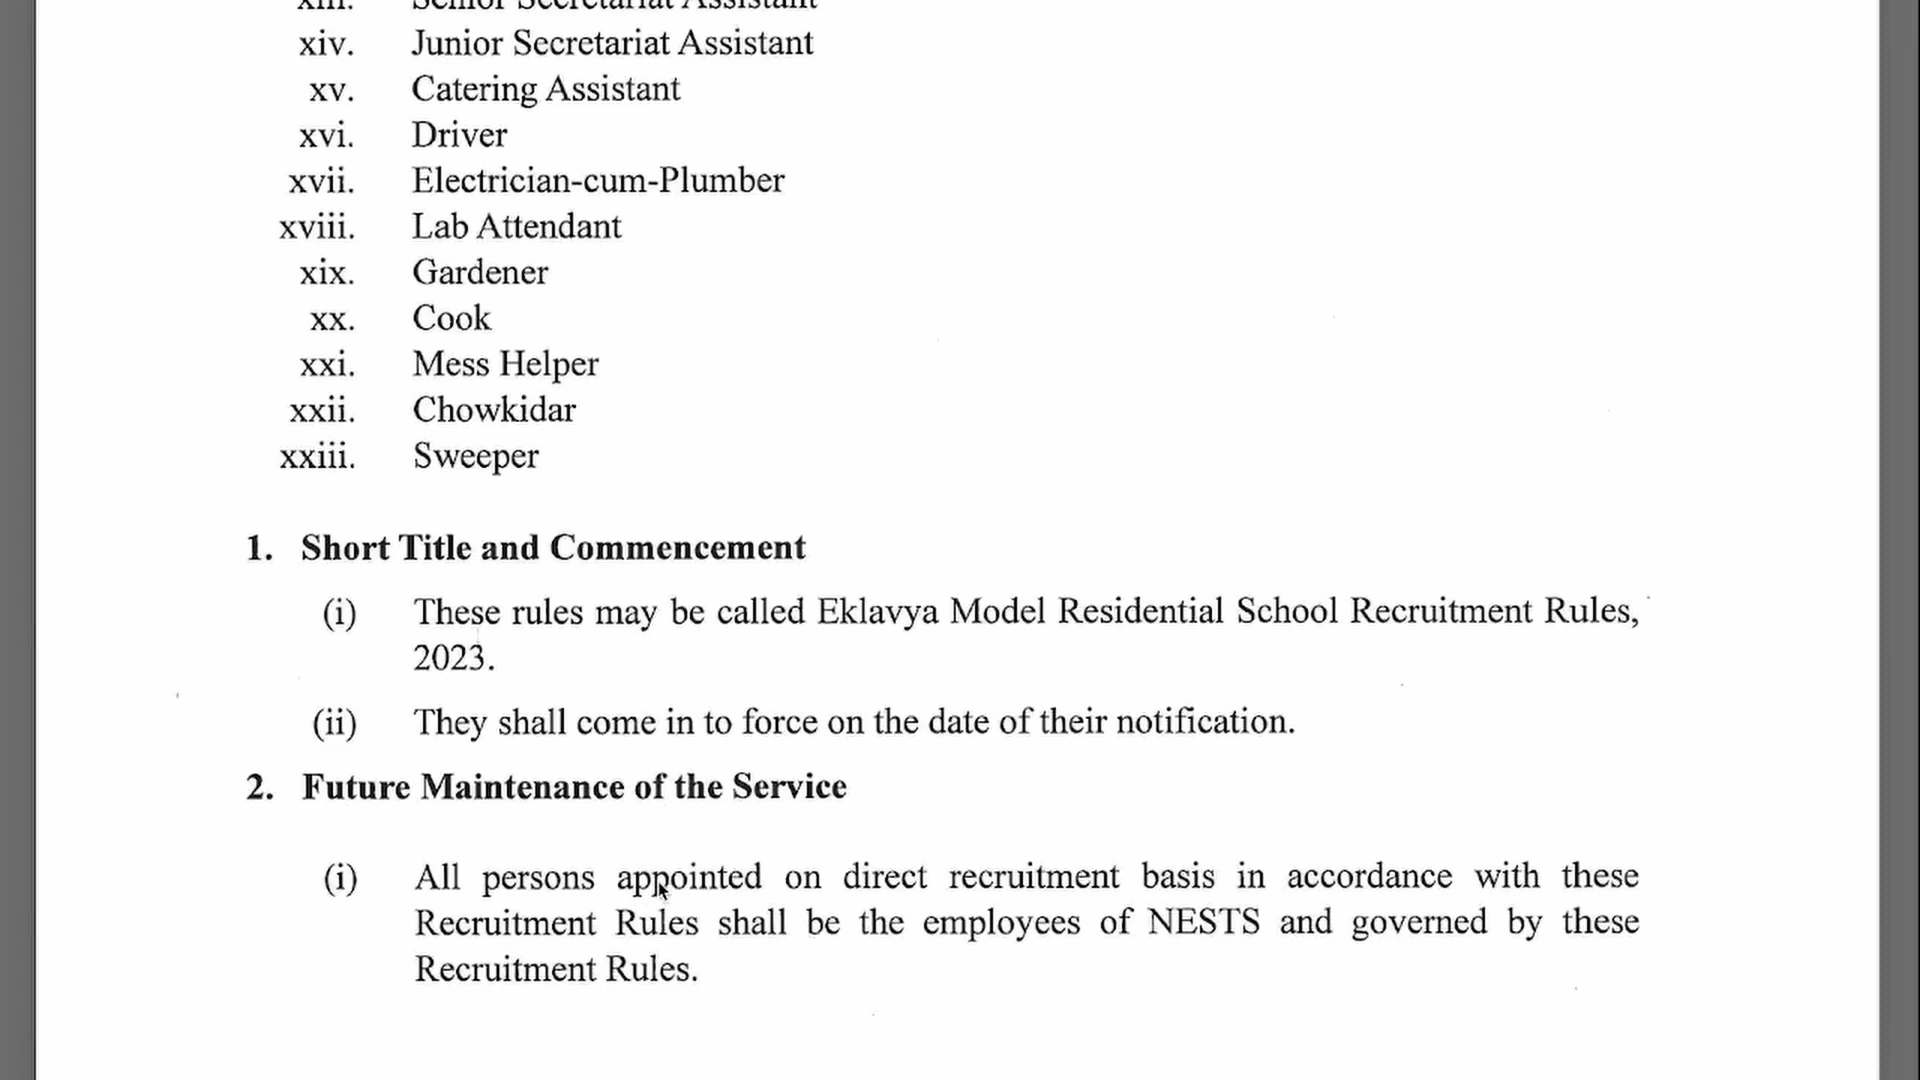 xiii. Senior Secretariat Assistant
xiv. Junior Secretariat Assistant
xv. Catering Assistant
xvi. Driver
xvii. Electrician-cum-Plumber
xviii. Lab Attendant
xix. Gardener
xx. Cook
xxi. Mess Helper
xxii. Chowkidar
xxiii. Sweeper
1. Short Title and Commencement
(i) These rules may be called Eklavya Model Residential School Recruitment Rules,
2023.
(ii) They shall come in to force on the date of their notification.
2. Future Maintenance of the Service
(i) All persons appointed on direct recruitment basis in accordance with these
Recruitment Rules shall be the employees of NESTS and governed by these
Recruitment Rules.